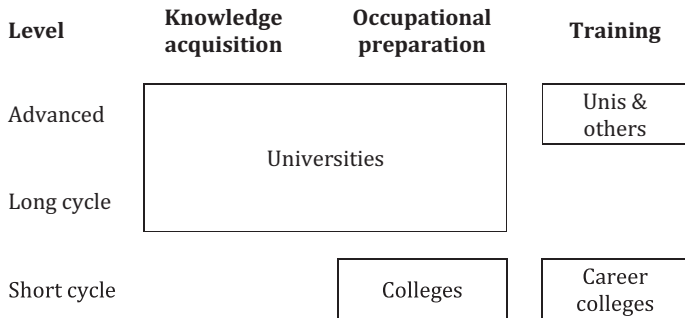 Level
Knowledge acquisition
Occupational preparation
Training
Advanced
Universities
Unis &
others
Long cycle
Short cycle
Colleges
Career
colleges